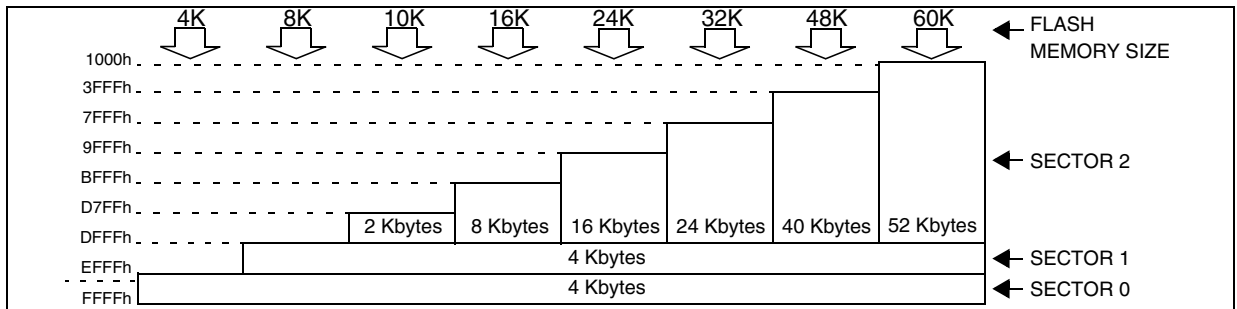 4K 8K 10K 16K 24K 32K 48K 60K
FLASH
MEMORY SIZE
1000h
3FFFh
7FFFh
9FFFh
SECTOR 2
BFFFh
D7FFh
2 Kbytes 8 Kbytes 16 Kbytes 24 Kbytes 40 Kbytes 52 Kbytes
DFFFh
4 Kbytes
SECTOR 1
EFFFh
4 Kbytes
SECTOR 0
FFFFh